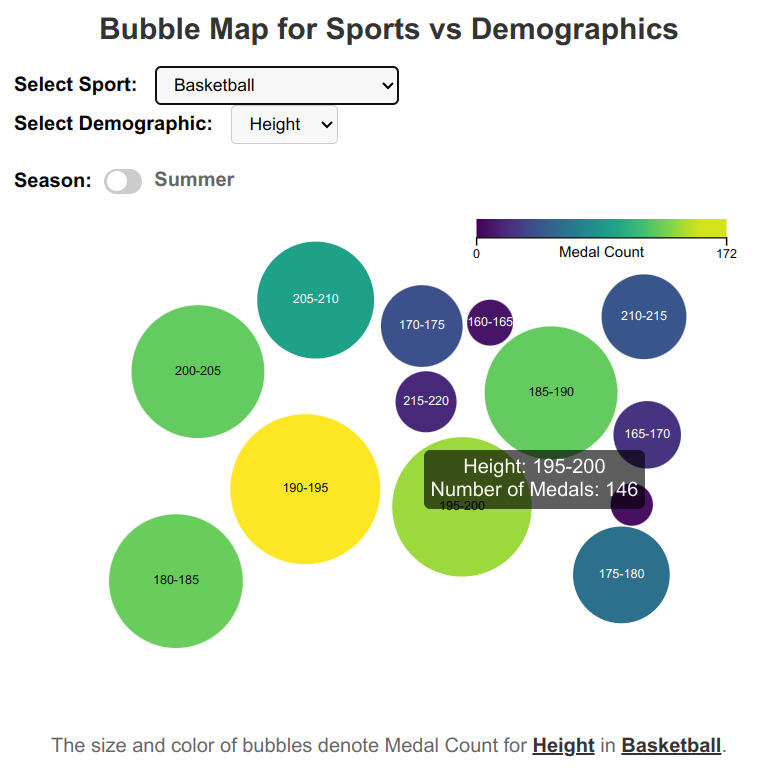 Bubble Map for Sports vs Demographics
Select Sport: Basketball
Select Demographic: Height
Season: Summer
0 Medal Count 172
205-210
170-175
160-165
210-215
200-205
185-190
215-220
165-170
190-195
Height: 195-200
Number of Medals: 146
195-200
180-185
175-180
The size and color of bubbles denote Medal Count for Height in Basketball.